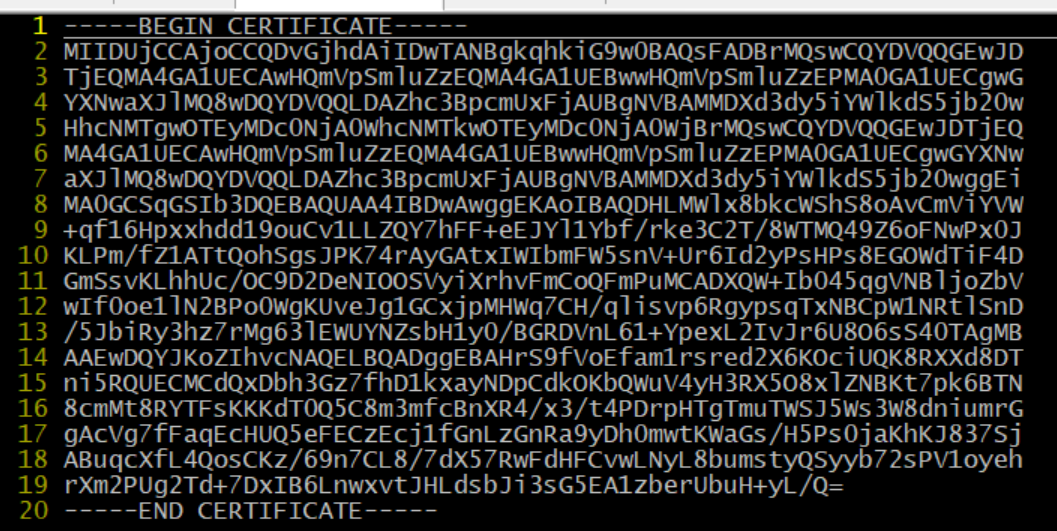 1 -----BEGIN CERTIFICATE-----
2 MIIDUjCCAjoCCQDvGjhdAiIDwTANBgkqhkiG9w0BAQsFADBrMQswCQYDVQQGEwJD
3 TjEQMA4GA1UECAwHQmVpSmluZzEQMA4GA1UEBwwHQmVpSmluZzEPMA0GA1UECgwG
4 YXNwaXJlMQ8wDQYDVQQLDAZhc3BpcmUxFjAUBgNVBAMMDXd3dy5iYWlkdS5jb20w
5 HhcNMTgwOTEyMDc0NjA0WhcNMTkwOTEyMDc0NjA0WjBrMQswCQYDVQQGEwJDTjEQ
6 MA4GA1UECAwHQmVpSmluZzEQMA4GA1UEBwwHQmVpSmluZzEPMA0GA1UECgwGYXNw
7 aXJlMQ8wDQYDVQQLDAZhc3BpcmUxFjAUBgNVBAMMDXd3dy5iYWlkdS5jb20wggEi
8 MA0GCSqGSIb3DQEBAQUAA4IBDwAwggEKAoIBAQDHLMWlx8bkcWShS8oAvCmViYVW
9 +qf16Hpxxhdd19ouCv1LLZQY7hFF+eEJYl1Ybf/rke3C2T/8WTMQ49Z6oFNwPx0J
10 KLPm/fZ1ATtQohSgsJPK74rAyGAtxIWIbmFW5snV+Ur6Id2yPsHPs8EGOWdTiF4D
11 GmSsvKLhhUc/OC9D2DeNIOOSVyiXrhvFmCoQFmPuMCADXQW+Ib045qgVNBljoZbV
12 wIf0oe1lN2BPo0WgKUveJg1GCxjpMHWq7CH/qlisvp6RgypsqTxNBCpW1NRtlSnD
13 /5JbiRy3hz7rMg63lEWUYNZsbH1y0/BGRDVnL61+YpexL2IvJr6U8O6sS40TAgMB
14 AAEwDQYJKoZIhvcNAQELBQADggEBAHrS9fVoEfam1rsred2X6KOciUQK8RXXd8DT
15 ni5RQUECMCdQxDbh3Gz7fhD1kxayNDpCdkOKbQWuV4yH3RX5O8xlZNBKt7pk6BTN
16 8cmMt8RYTFsKKKdTOQ5C8m3mfcBnXR4/x3/t4PDrpHTgTmuTWSJ5Ws3W8dniumrG
17 gAcVg7fFaqEcHUQ5eFECzEcj1fGnLzGnRa9yDh0mwtKWaGs/H5Ps0jaKhKJ837Sj
18 ABuqcXfL4QosCKz/69n7CL8/7dX57RwFdHFCvwLNyL8bumstyQSyyb72sPV1oyeh
19 rXm2PUg2Td+7DxIB6LnwxvtJHLdsbJi3sG5EA1zberUbuH+yL/Q=
20 -----END CERTIFICATE-----